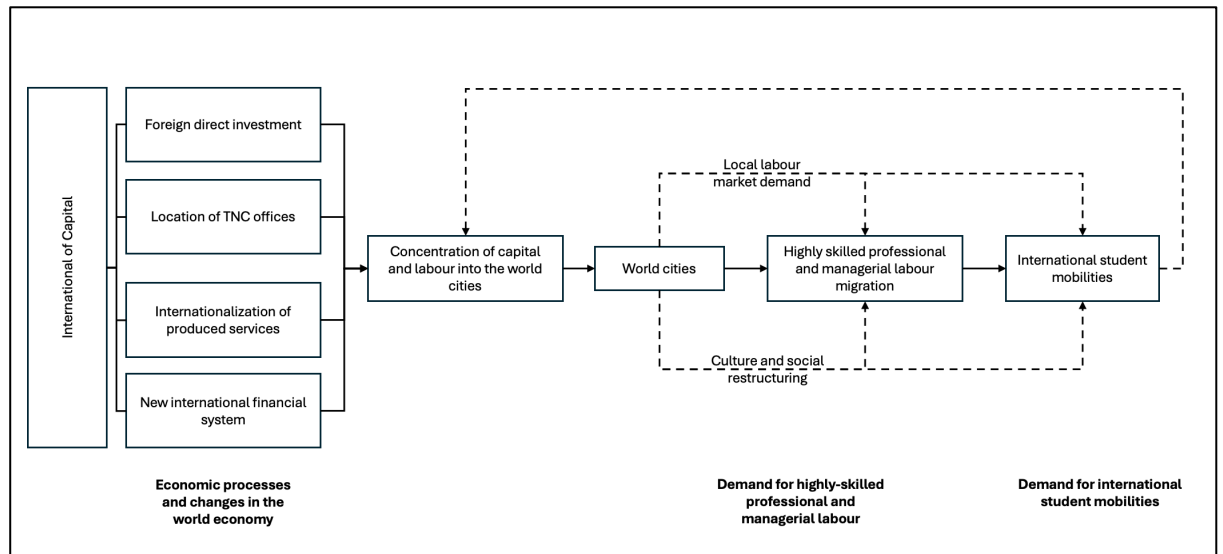 International of Capital
Foreign direct investment
Location of TNC offices
Internationalization of
produced services
New international financial
system
Concentration of capital
and labour into the world
cities
World cities
Local labour
market demand
Culture and social
restructuring
Highly skilled professional
and managerial labour
migration
International student
mobilities
Economic processes
and changes in the
world economy
Demand for highly-skilled
professional and
managerial labour
Demand for international
student mobilities